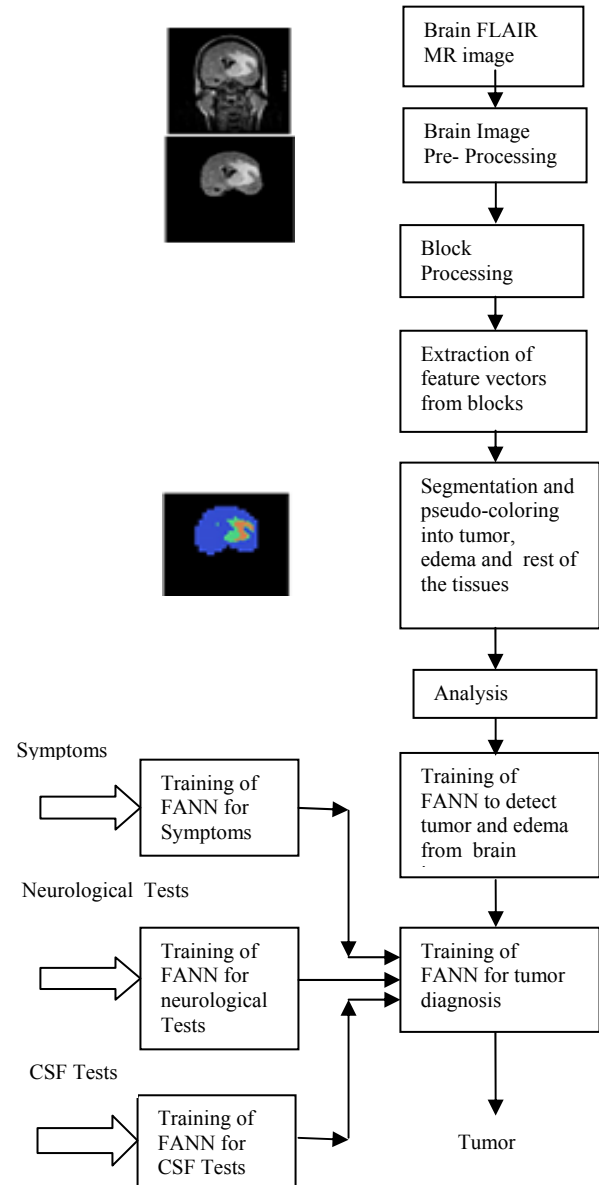 Brain FLAIR
MR image
Brain Image
Pre- Processing
Block
Processing
Extraction of
feature vectors
from blocks
Segmentation and
pseudo-coloring
into tumor,
edema and rest of
the tissues
Analysis
Symptoms
Training of
FANN for
Symptoms
Training of
FANN to detect
tumor and edema
from brain
Neurological Tests
Training of
FANN for
neurological
Tests
Training of
FANN for tumor
diagnosis
CSF Tests
Training of
FANN for
CSF Tests
Tumor